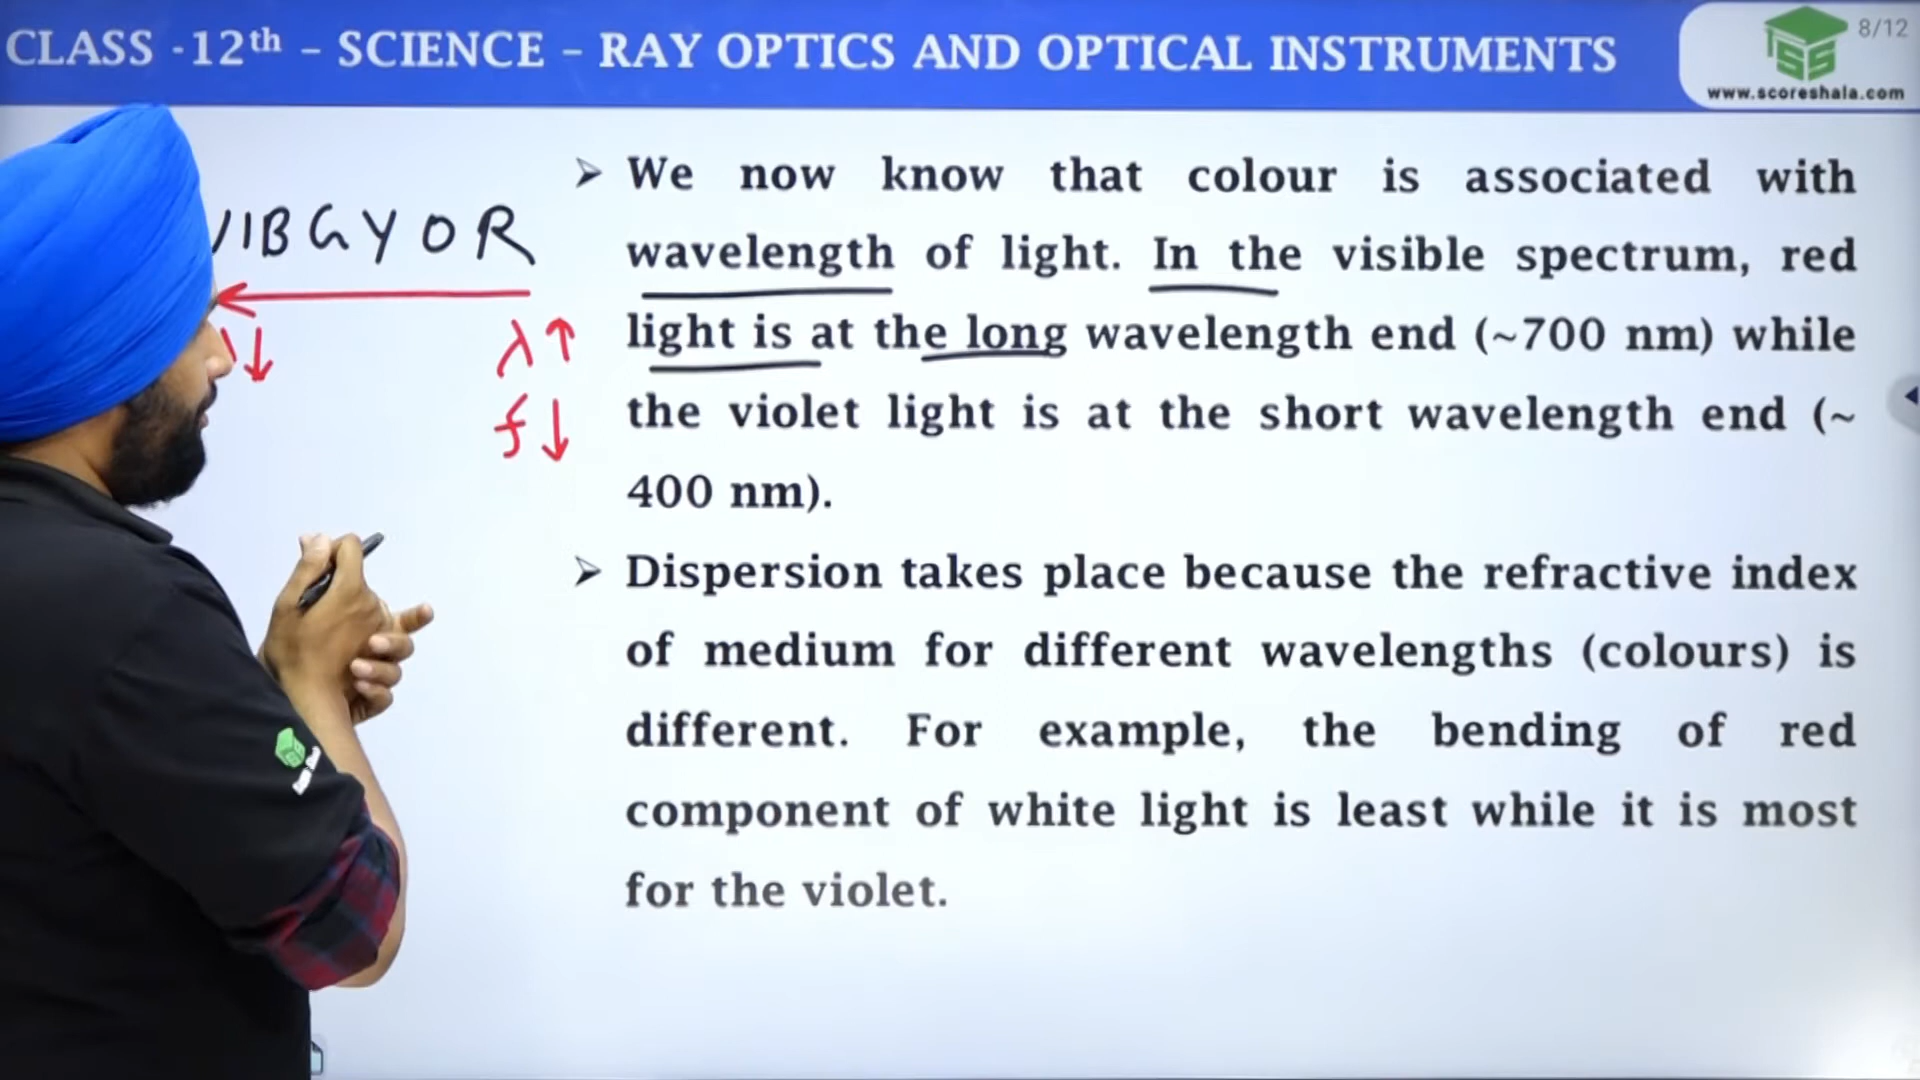 CLASS -12th – SCIENCE – RAY OPTICS AND OPTICAL INSTRUMENTS
8/12
www.scoreshala.com
VIBGYOR
λ↑
f↓
➢ We now know that colour is associated with
wavelength of light. In the visible spectrum, red
light is at the long wavelength end (~700 nm) while
the violet light is at the short wavelength end (~
400 nm).
➢ Dispersion takes place because the refractive index
of medium for different wavelengths (colours) is
different. For example, the bending of red
component of white light is least while it is most
for the violet.